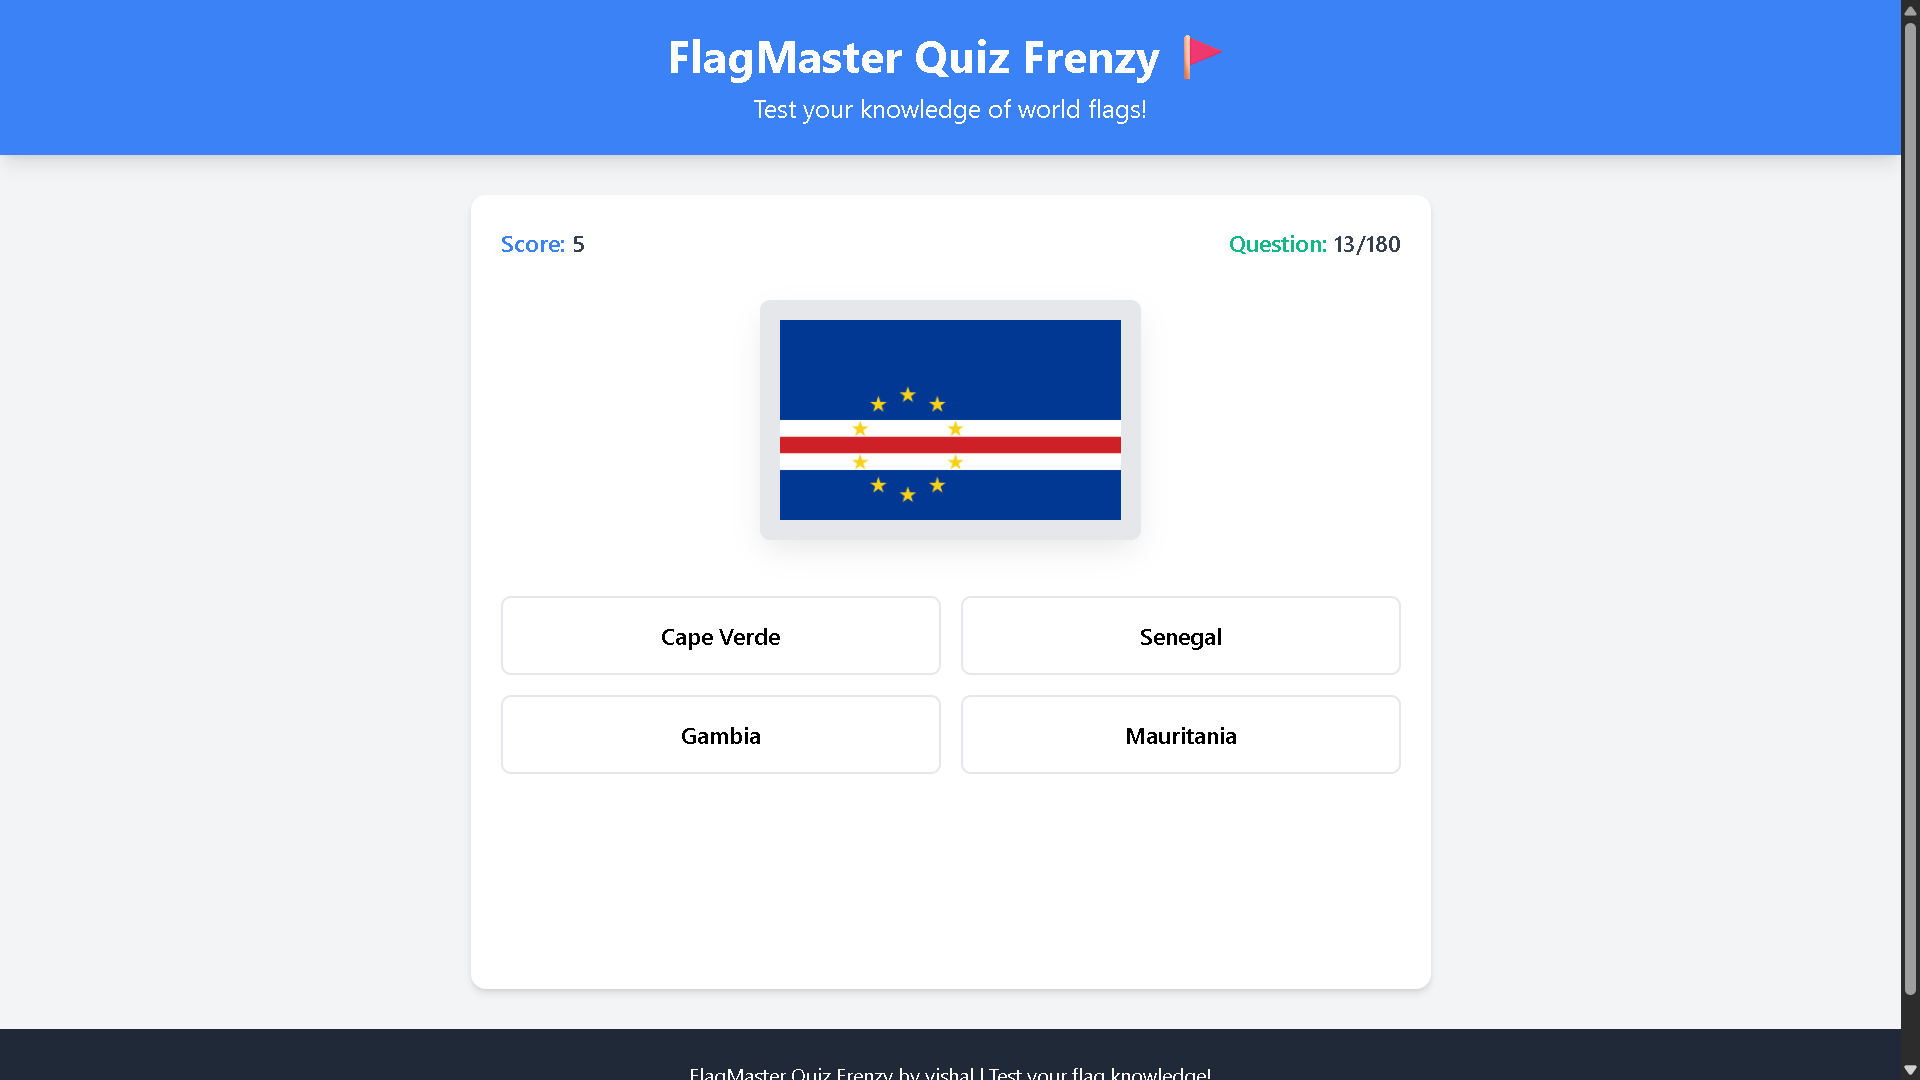 FlagMaster Quiz Frenzy
Test your knowledge of world flags!
Score: 5
Question: 13/180
Cape Verde
Senegal
Gambia
Mauritania
FlagMaster Quiz Frenzy by vishal | Test your flag knowledge!